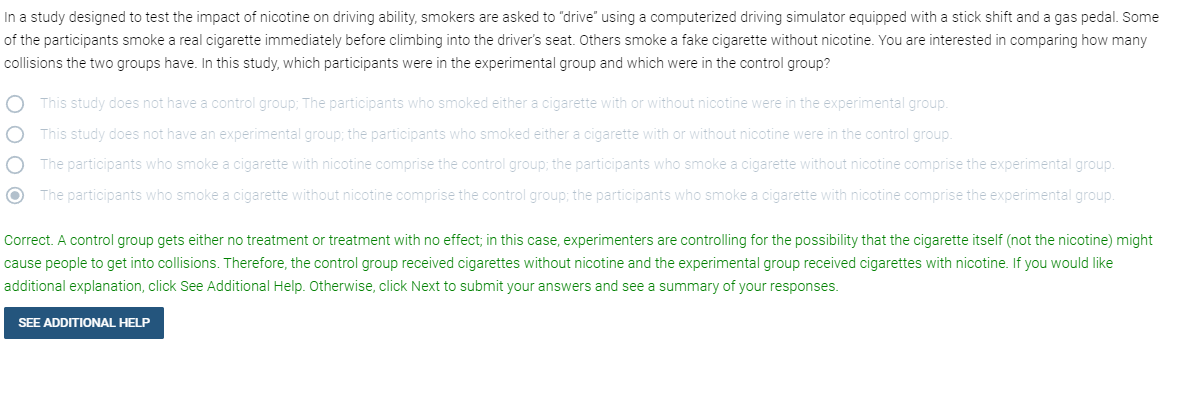 In a study designed to test the impact of nicotine on driving ability, smokers are asked to “drive” using a computerized driving simulator equipped with a stick shift and a gas pedal. Some
of the participants smoke a real cigarette immediately before climbing into the driver’s seat. Others smoke a fake cigarette without nicotine. You are interested in comparing how many
collisions the two groups have. In this study, which participants were in the experimental group and which were in the control group?
This study does not have a control group; The participants who smoked either a cigarette with or without nicotine were in the experimental group.
This study does not have an experimental group; the participants who smoked either a cigarette with or without nicotine were in the control group.
The participants who smoke a cigarette with nicotine comprise the control group; the participants who smoke a cigarette without nicotine comprise the experimental group.
The participants who smoke a cigarette without nicotine comprise the control group; the participants who smoke a cigarette with nicotine comprise the experimental group.
Correct. A control group gets either no treatment or treatment with no effect; in this case, experimenters are controlling for the possibility that the cigarette itself (not the nicotine) might
cause people to get into collisions. Therefore, the control group received cigarettes without nicotine and the experimental group received cigarettes with nicotine. If you would like
additional explanation, click See Additional Help. Otherwise, click Next to submit your answers and see a summary of your responses.
SEE ADDITIONAL HELP